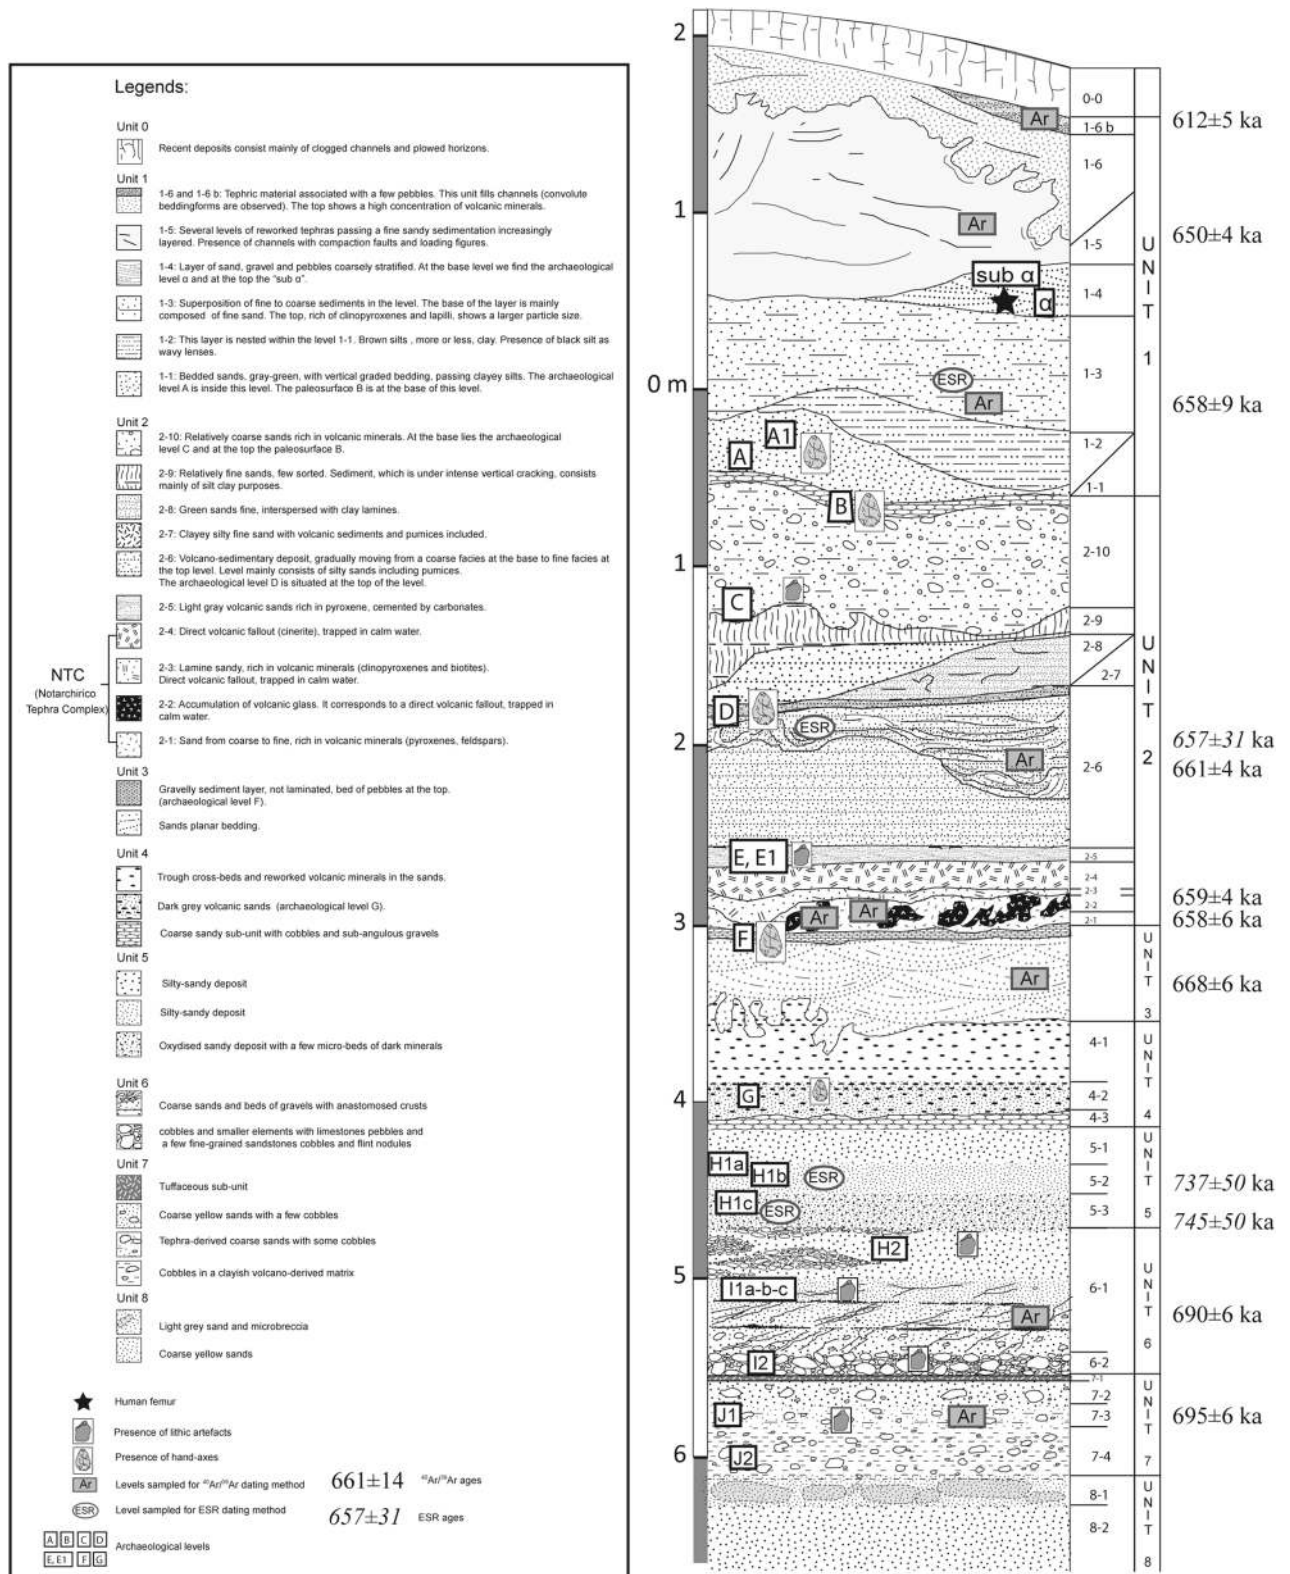 Legends:
Unit 0
Recent deposits consist mainly of clogged channels and plowed horizons.
Unit 1
1-6 and 1-6 b: Tephric material associated with a few pebbles. This unit fills channels (convolute
beddingforms are observed). The top shows a high concentration of volcanic minerals.
1-5: Several levels of reworked tephras passing a fine sandy sedimentation increasingly
layered. Presence of channels with compaction faults and loading figures.
1-4: Layer of sand, gravel and pebbles coarsely stratified. At the base level we find the archaeological
level α and at the top the "sub α".
1-3: Superposition of fine to coarse sediments in the level. The base of the layer is mainly
composed of fine sand. The top, rich of clinopyroxenes and lapilli, shows a larger particle size.
1-2: This layer is nested within the level 1-1. Brown silts , more or less, clay. Presence of black silt as
wavy lenses.
1-1: Bedded sands, gray-green, with vertical graded bedding, passing clayey silts. The archaeological
level A is inside this level. The paleosurface B is at the base of this level.
Unit 2
2-10: Relatively coarse sands rich in volcanic minerals. At the base lies the archaeological
level C and at the top the paleosurface B.
2-9: Relatively fine sands, few sorted. Sediment, which is under intense vertical cracking, consists
mainly of silt clay purposes.
2-8: Green sands fine, interspersed with clay lamines.
2-7: Clayey silty fine sand with volcanic sediments and pumices included.
2-6: Volcano-sedimentary deposit, gradually moving from a coarse facies at the base to fine facies at
the top level. Level mainly consists of silty sands including pumices.
The archaeological level D is situated at the top of the level.
2-5: Light gray volcanic sands rich in pyroxene, cemented by carbonates.
2-4: Direct volcanic fallout (cinerite), trapped in calm water.
NTC
(Notarchirico
Tephra Complex)
2-3: Lamine sandy, rich in volcanic minerals (clinopyroxenes and biotites).
Direct volcanic fallout, trapped in calm water.
2-2: Accumulation of volcanic glass. It corresponds to a direct volcanic fallout, trapped in
calm water.
2-1: Sand from coarse to fine, rich in volcanic minerals (pyroxenes, feldspars).
Unit 3
Gravelly sediment layer, not laminated, bed of pebbles at the top.
(archaeological level F).
Sands planar bedding.
Unit 4
Trough cross-beds and reworked volcanic minerals in the sands.
Dark grey volcanic sands (archaeological level G).
Coarse sandy sub-unit with cobbles and sub-angulous gravels
Unit 5
Silty-sandy deposit
Silty-sandy deposit
Oxydised sandy deposit with a few micro-beds of dark minerals
Unit 6
Coarse sands and beds of gravels with anastomosed crusts
cobbles and smaller elements with limestones pebbles and
a few fine-grained sandstones cobbles and flint nodules
Unit 7
Tuffaceous sub-unit
Coarse yellow sands with a few cobbles
Tephra-derived coarse sands with some cobbles
Cobbles in a clayish volcano-derived matrix
Unit 8
Light grey sand and microbreccia
Coarse yellow sands
Human femur
Presence of lithic artefacts
Presence of hand-axes
Ar Levels sampled for ⁴⁰Ar/³⁹Ar dating method 661±14 ⁴⁰Ar/³⁹Ar ages
ESR Level sampled for ESR dating method 657±31 ESR ages
A B C D
E, E1 F G
Archaeological levels
2
1
0 m
1
2
3
4
5
6
Ar
Ar
sub α
α
ESR
Ar
A1
A
B
C
D
ESR
Ar
E, E1
Ar
Ar
F
Ar
G
H1a
H1b
ESR
H1c
ESR
H2
I1a-b-c
Ar
I2
J1
Ar
J2
0-0
1-6 b
1-6
1-5
1-4
1-3
1-2
1-1
2-10
2-9
2-8
2-7
2-6
2-5
2-4
2-3
2-2
2-1
4-1
4-2
4-3
5-1
5-2
5-3
6-1
6-2
7-1
7-2
7-3
7-4
8-1
8-2
UNIT 1
UNIT 2
UNIT 3
UNIT 4
UNIT 5
UNIT 6
UNIT 7
UNIT 8
612±5 ka
650±4 ka
658±9 ka
657±31 ka
661±4 ka
659±4 ka
658±6 ka
668±6 ka
737±50 ka
745±50 ka
690±6 ka
695±6 ka